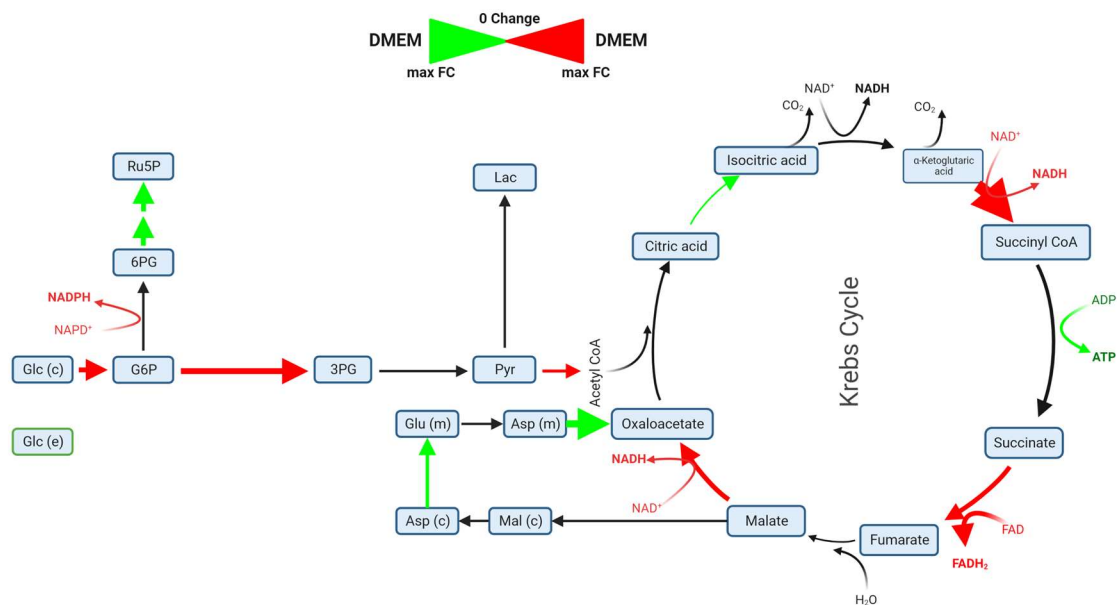 0 Change
DMEM
DMEM
max FC
max FC
NAD⁺
NADH
CO₂
CO₂
NAD⁺
Isocritic acid
α-Ketoglutaric
acid
NADH
Ru5P
Lac
Citric acid
Succinyl CoA
6PG
Krebs Cycle
NADPH
NAPD⁺
ADP
ATP
Glc (c)
G6P
3PG
Pyr
Acetyl CoA
Glc (e)
Glu (m)
Asp (m)
Oxaloacetate
Succinate
NADH
NAD⁺
Asp (c)
Mal (c)
Malate
Fumarate
FAD
FADH₂
H₂O